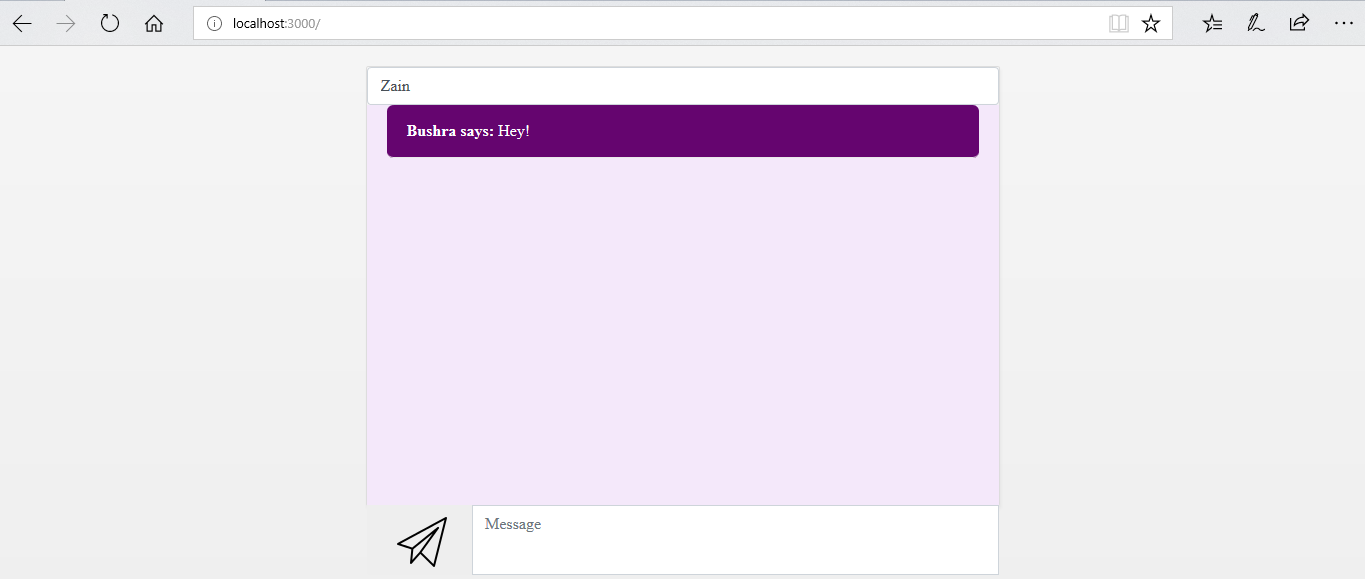 localhost:3000/
Zain
Bushra says: Hey!
Message